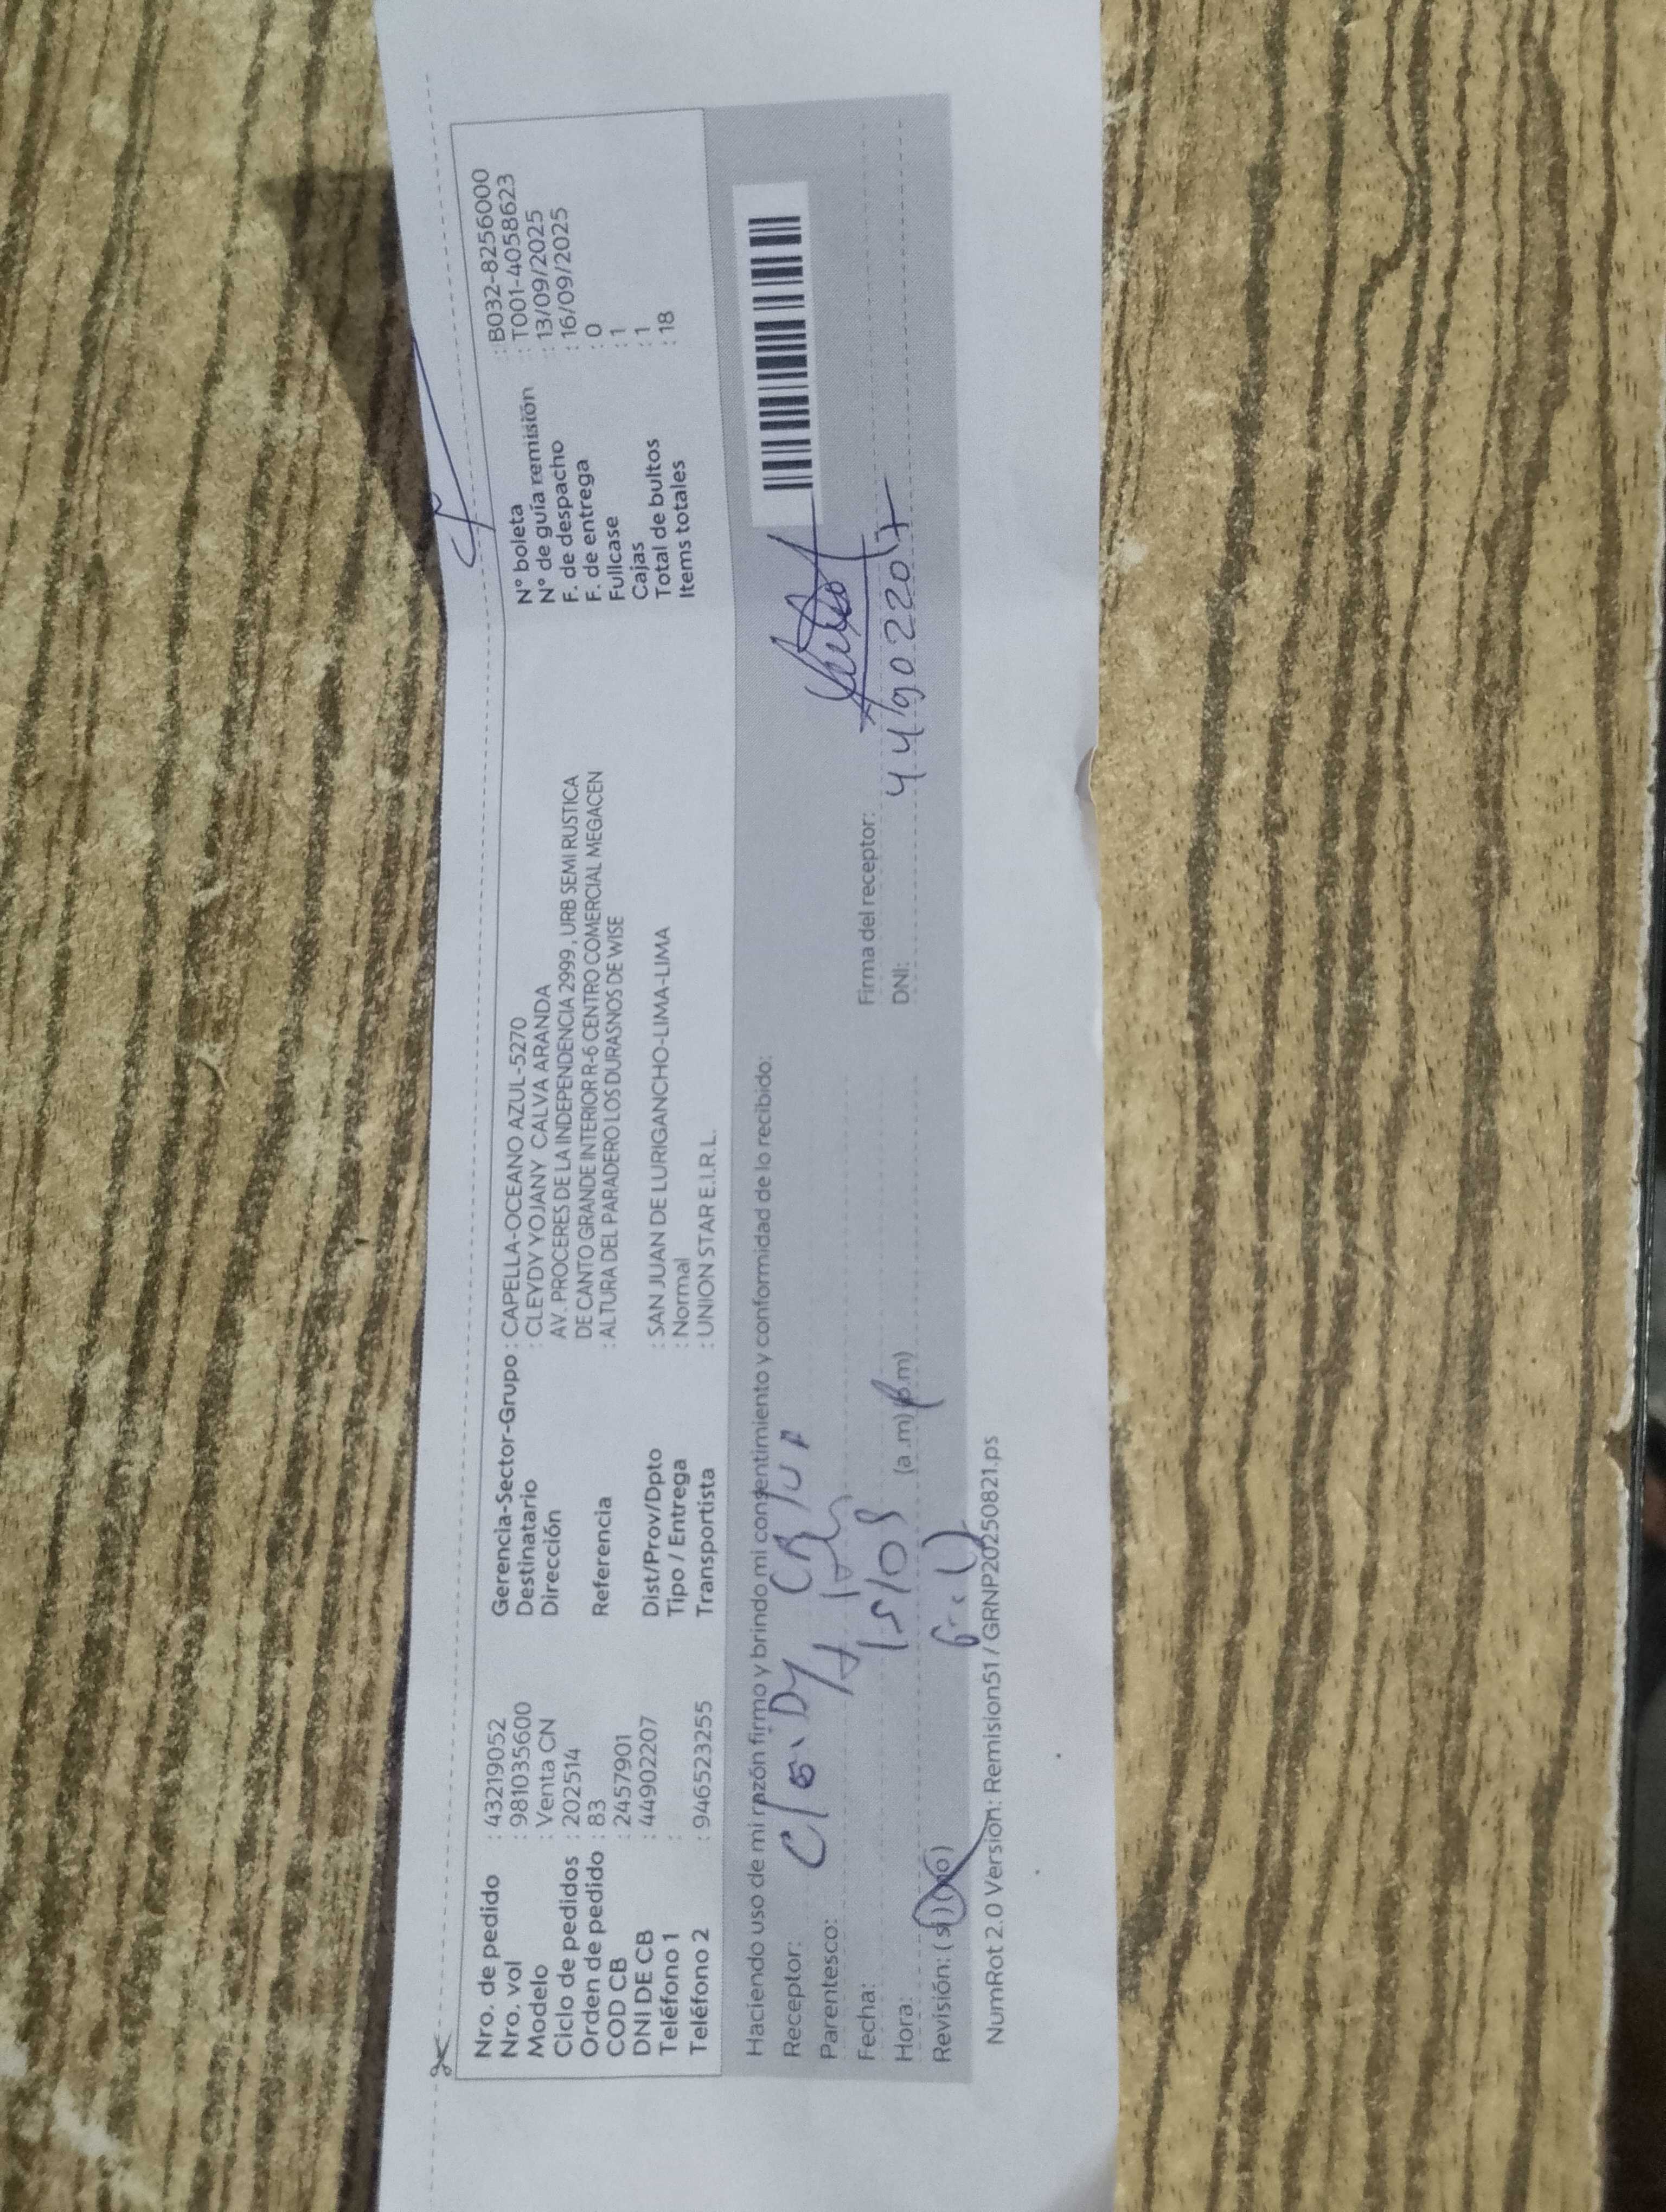 Nro. de pedido : 43219052
Nro. vol : 981035600
Modelo : Venta CN
Ciclo de pedidos : 202514
Orden de pedido : 83
COD CB : 2457901
DNI DE CB : 44902207
Teléfono 1 :
Teléfono 2 : 946523255
Gerencia-Sector-Grupo : CAPELLA-OCEANO AZUL-5270
Destinatario : CLEYDY YOJANY CALVA ARANDA
Dirección AV. PROCERES DE LA INDEPENDENCIA 2999 , URB SEMI RUSTICA
DE CANTO GRANDE INTERIOR R-6 CENTRO COMERCIAL MEGACEN
Referencia : ALTURA DEL PARADERO LOS DURASNOS DE WISE
Dist/Prov/Dpto : SAN JUAN DE LURIGANCHO-LIMA-LIMA
Tipo / Entrega : Normal
Transportista : UNION STAR E.I.R.L.
N° boleta : B032-8256000
N° de guía remisión : T001-4058623
F. de despacho : 13/09/2025
F. de entrega : 16/09/2025
Fullcase : 0
Cajas : 1
Total de bultos : 1
Items totales : 18
Haciendo uso de mi razón firmo y brindo mi consentimiento y conformidad de lo recibido:
Receptor:
Parentesco:
Fecha:
Hora: (a.m) (p.m)
Revisión: (si) (no)
Firma del receptor:
DNI: 44902207
NumRot 2.0 Version: Remision51 / GRNP20250821.ps